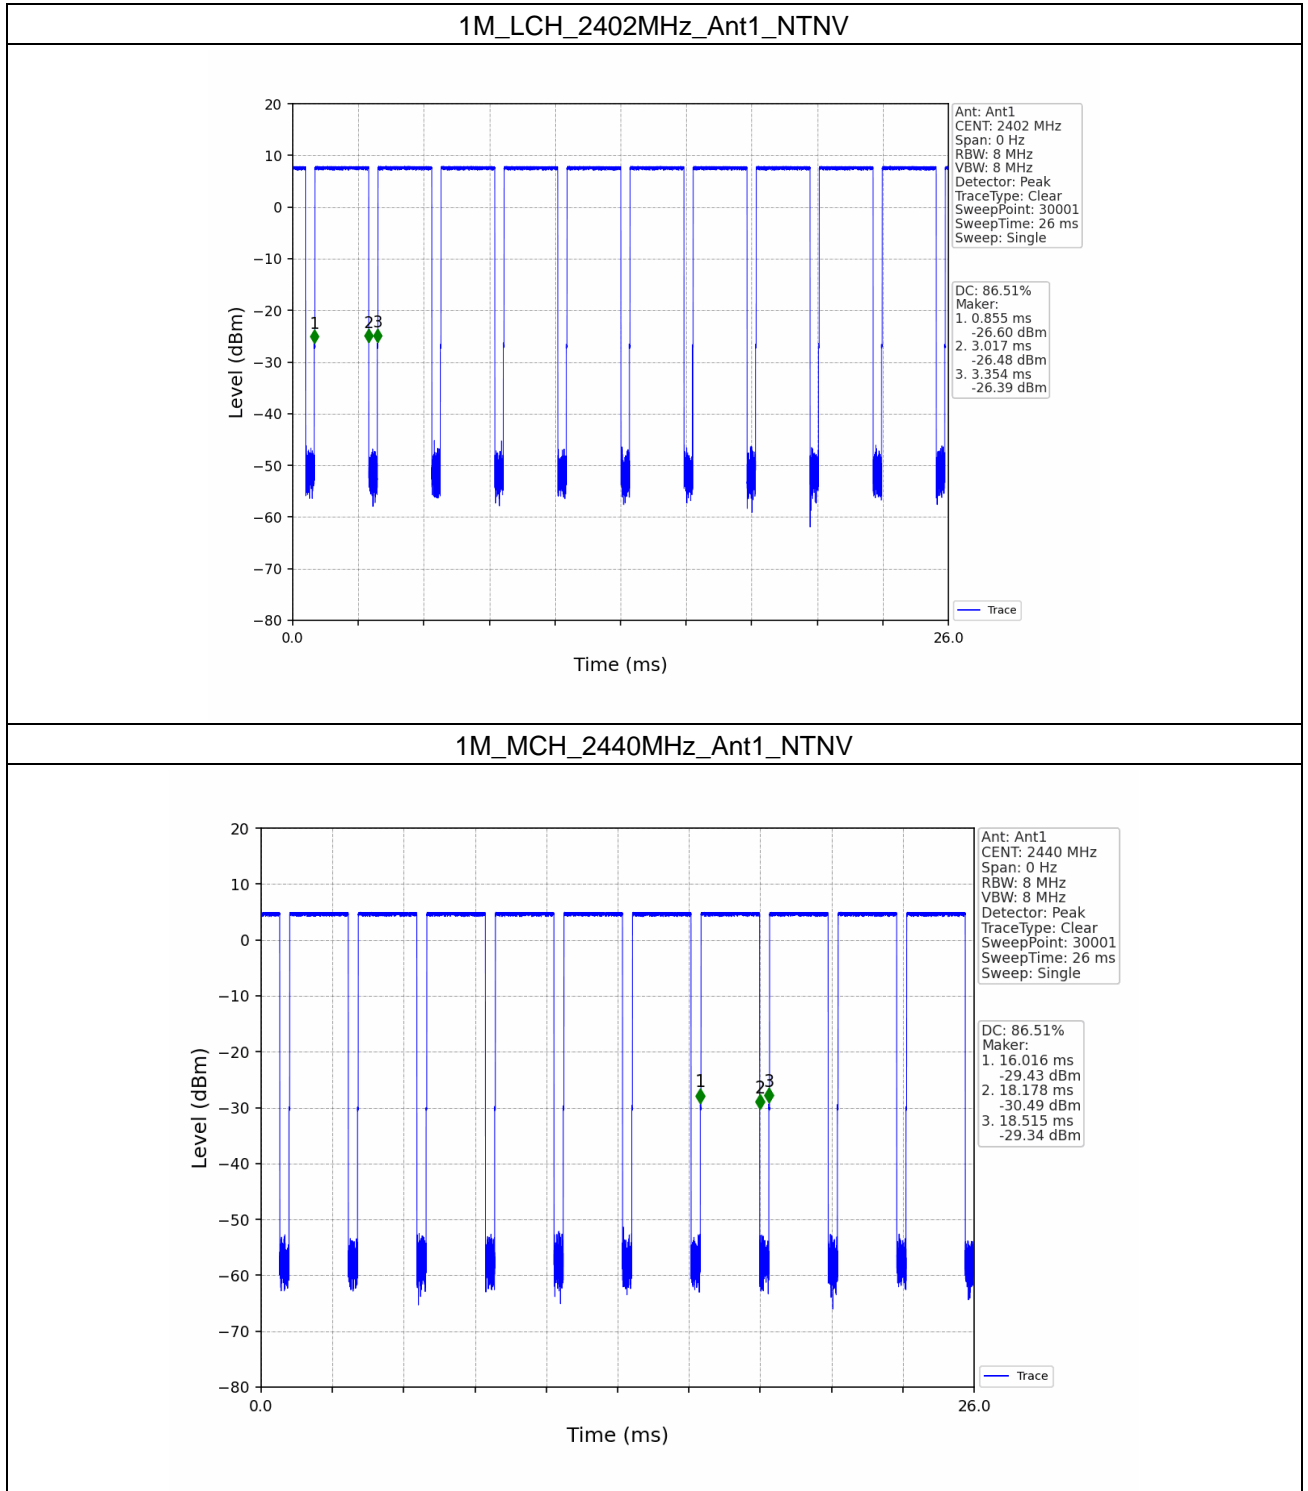 1M_LCH_2402MHz_Ant1_NTNV
20
10
0
−10
−20
−30
−40
−50
−60
−70
−80
Level (dBm)
1
2
3
0.0
26.0
Time (ms)
Ant: Ant1
CENT: 2402 MHz
Span: 0 Hz
RBW: 8 MHz
VBW: 8 MHz
Detector: Peak
TraceType: Clear
SweepPoint: 30001
SweepTime: 26 ms
Sweep: Single
DC: 86.51%
Maker:
1. 0.855 ms
-26.60 dBm
2. 3.017 ms
-26.48 dBm
3. 3.354 ms
-26.39 dBm
Trace
1M_MCH_2440MHz_Ant1_NTNV
20
10
0
−10
−20
−30
−40
−50
−60
−70
−80
Level (dBm)
1
2
3
0.0
26.0
Time (ms)
Ant: Ant1
CENT: 2440 MHz
Span: 0 Hz
RBW: 8 MHz
VBW: 8 MHz
Detector: Peak
TraceType: Clear
SweepPoint: 30001
SweepTime: 26 ms
Sweep: Single
DC: 86.51%
Maker:
1. 16.016 ms
-29.43 dBm
2. 18.178 ms
-30.49 dBm
3. 18.515 ms
-29.34 dBm
Trace